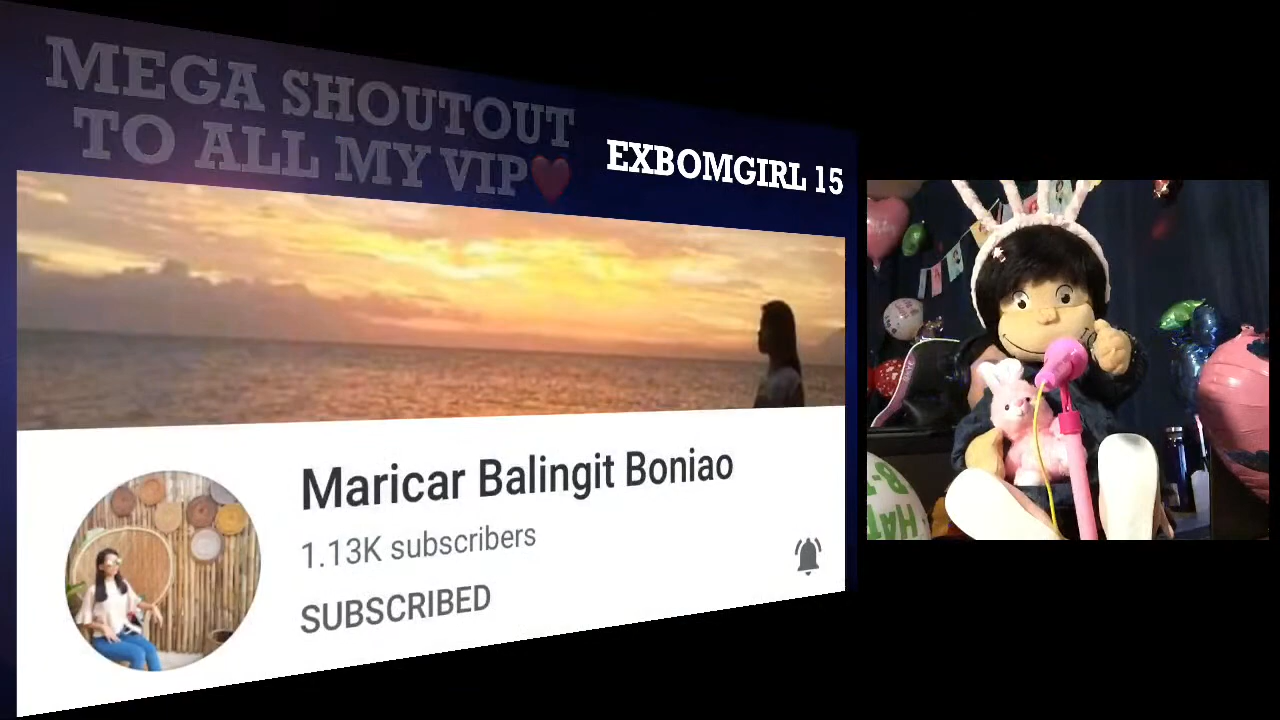 MEGA SHOUTOUT
TO ALL MY VIP❤
EXBOMGIRL 15
Maricar Balingit Boniao
1.13K subscribers
SUBSCRIBED